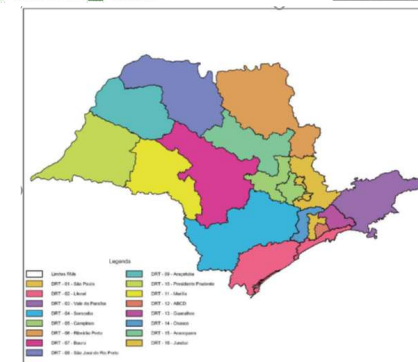 Legenda
Limites RGe
DRT - 01 - São Paulo
DRT - 02 - Litoral
DRT - 03 - Vale do Paraíba
DRT - 04 - Sorocaba
DRT - 05 - Campinas
DRT - 06 - Ribeirão Preto
DRT - 07 - Bauru
DRT - 08 - São José do Rio Preto
DRT - 09 - Araçatuba
DRT - 10 - Presidente Prudente
DRT - 11 - Marília
DRT - 12 - ABCD
DRT - 13 - Guarulhos
DRT - 14 - Osasco
DRT - 15 - Araraquara
DRT - 16 - Jundiaí